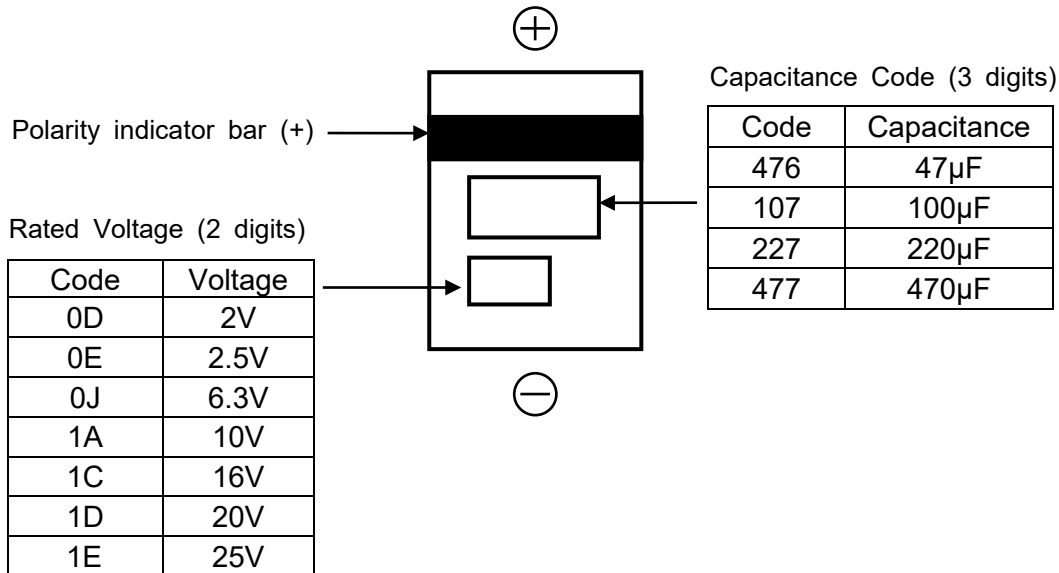 Capacitance Code (3 digits)
Polarity indicator bar (+)
Code Capacitance
476 47µF
107 100µF
227 220µF
477 470µF
Rated Voltage (2 digits)
Code Voltage
0D 2V
0E 2.5V
0J 6.3V
1A 10V
1C 16V
1D 20V
1E 25V